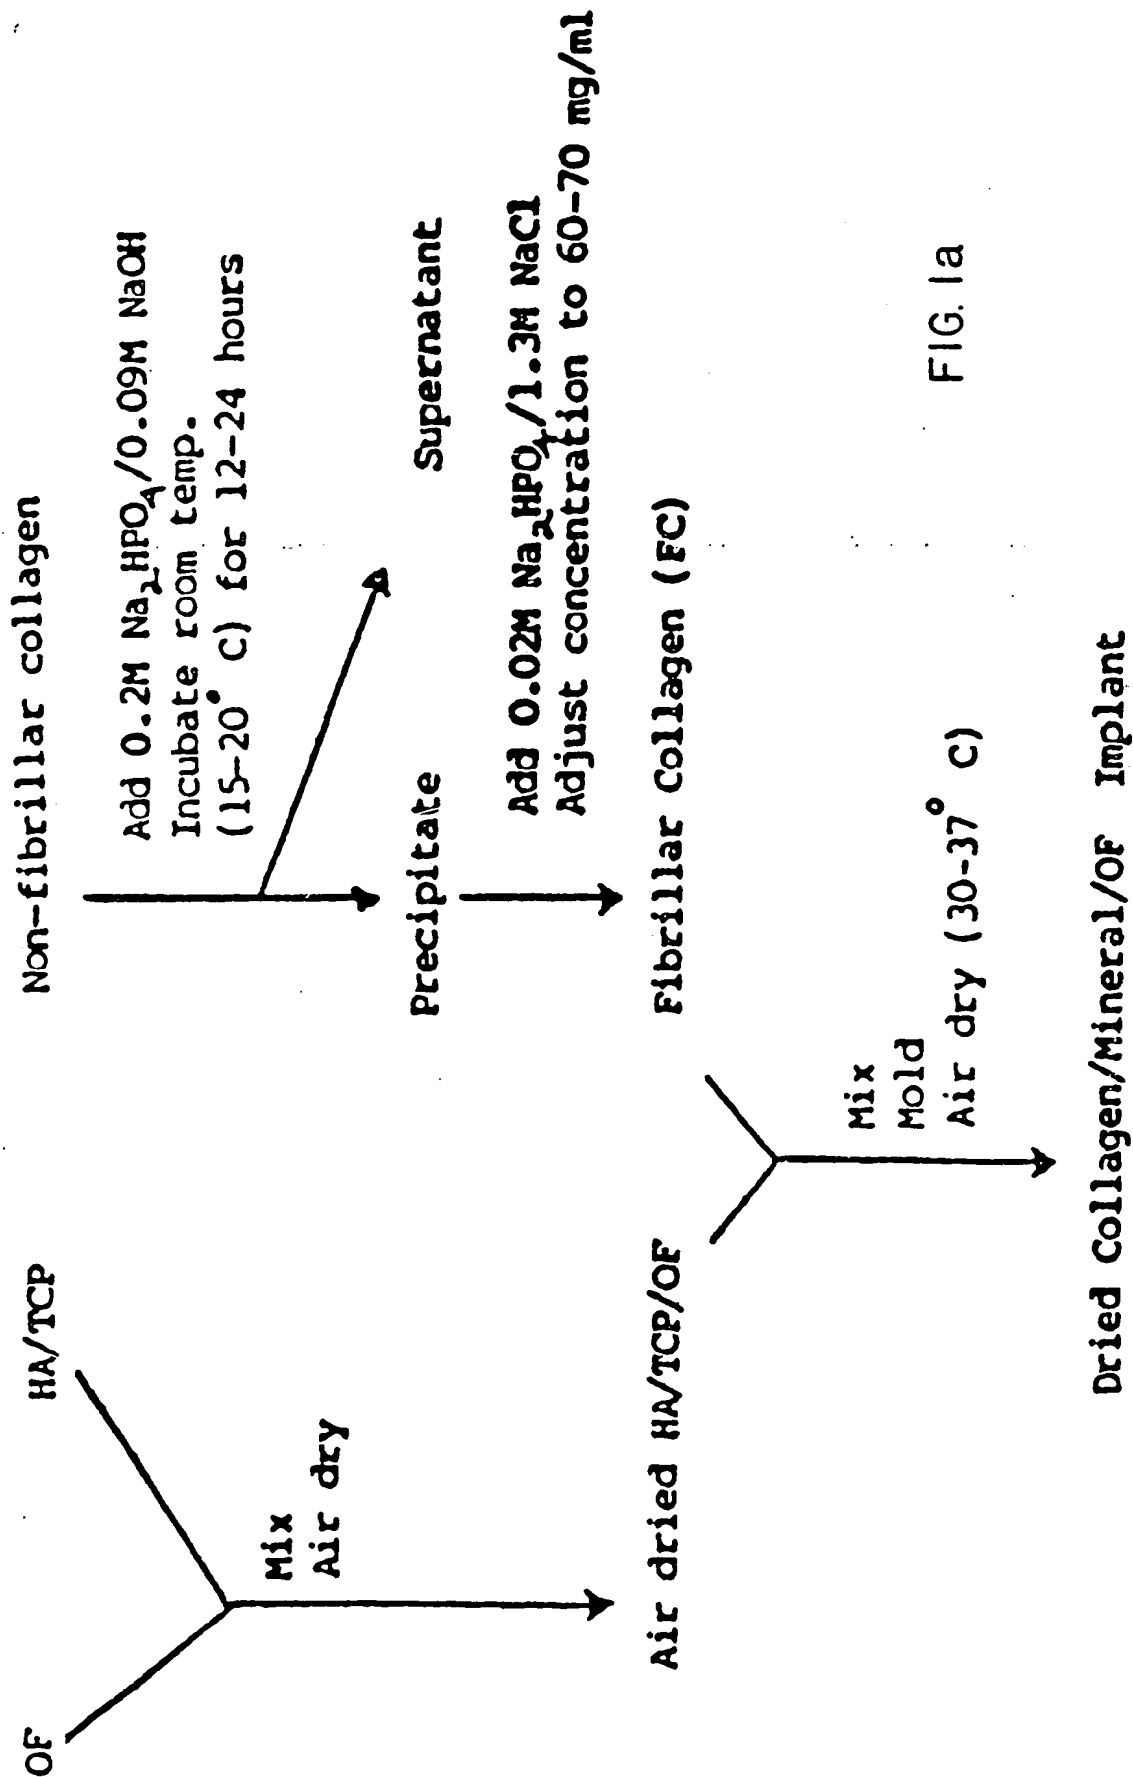 OF
HA/TCP
Mix
Air dry
Air dried HA/TCP/OF
Non-fibrillar collagen
Add 0.2M Na₂HPO₄/0.09M NaOH
Incubate room temp.
(15-20° C) for 12-24 hours
Precipitate
Supernatant
Add 0.02M Na₂HPO₄/1.3M NaCl
Adjust concentration to 60-70 mg/ml
Fibrillar Collagen (FC)
Mix
Mold
Air dry (30-37° C)
Dried Collagen/Mineral/OF Implant
FIG. 1a